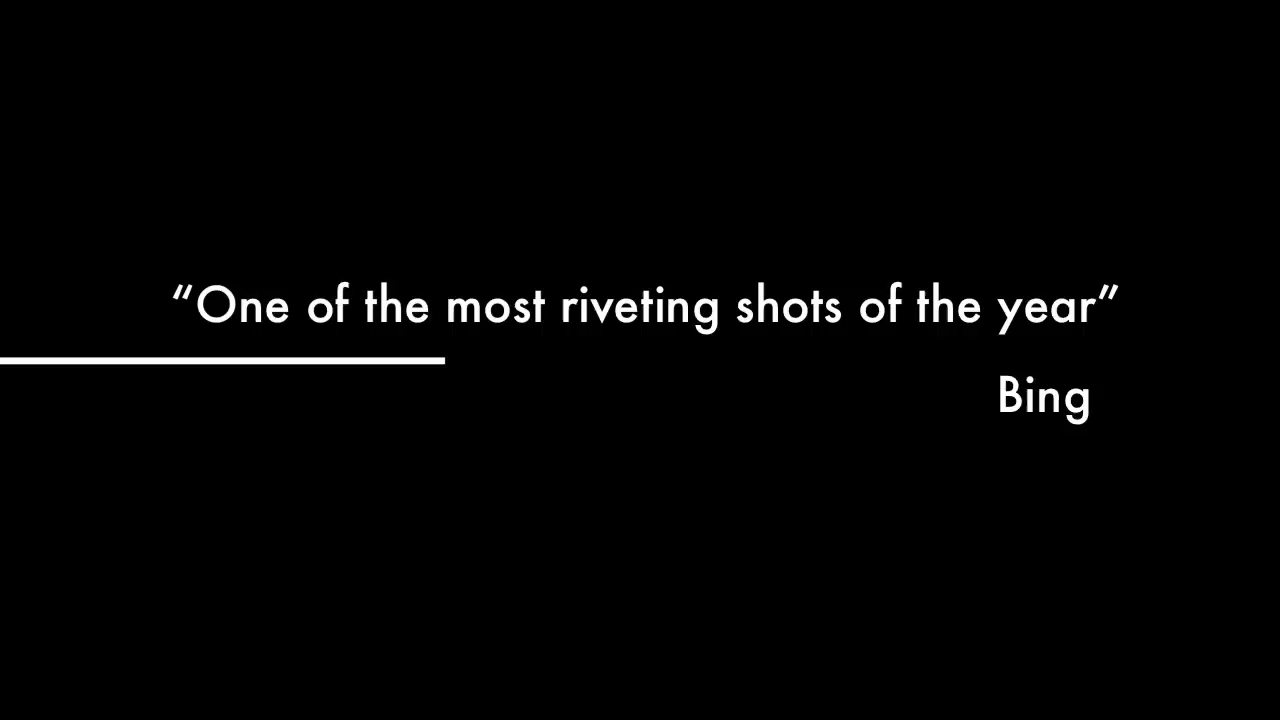 “One of the most riveting shots of the year”
Bing